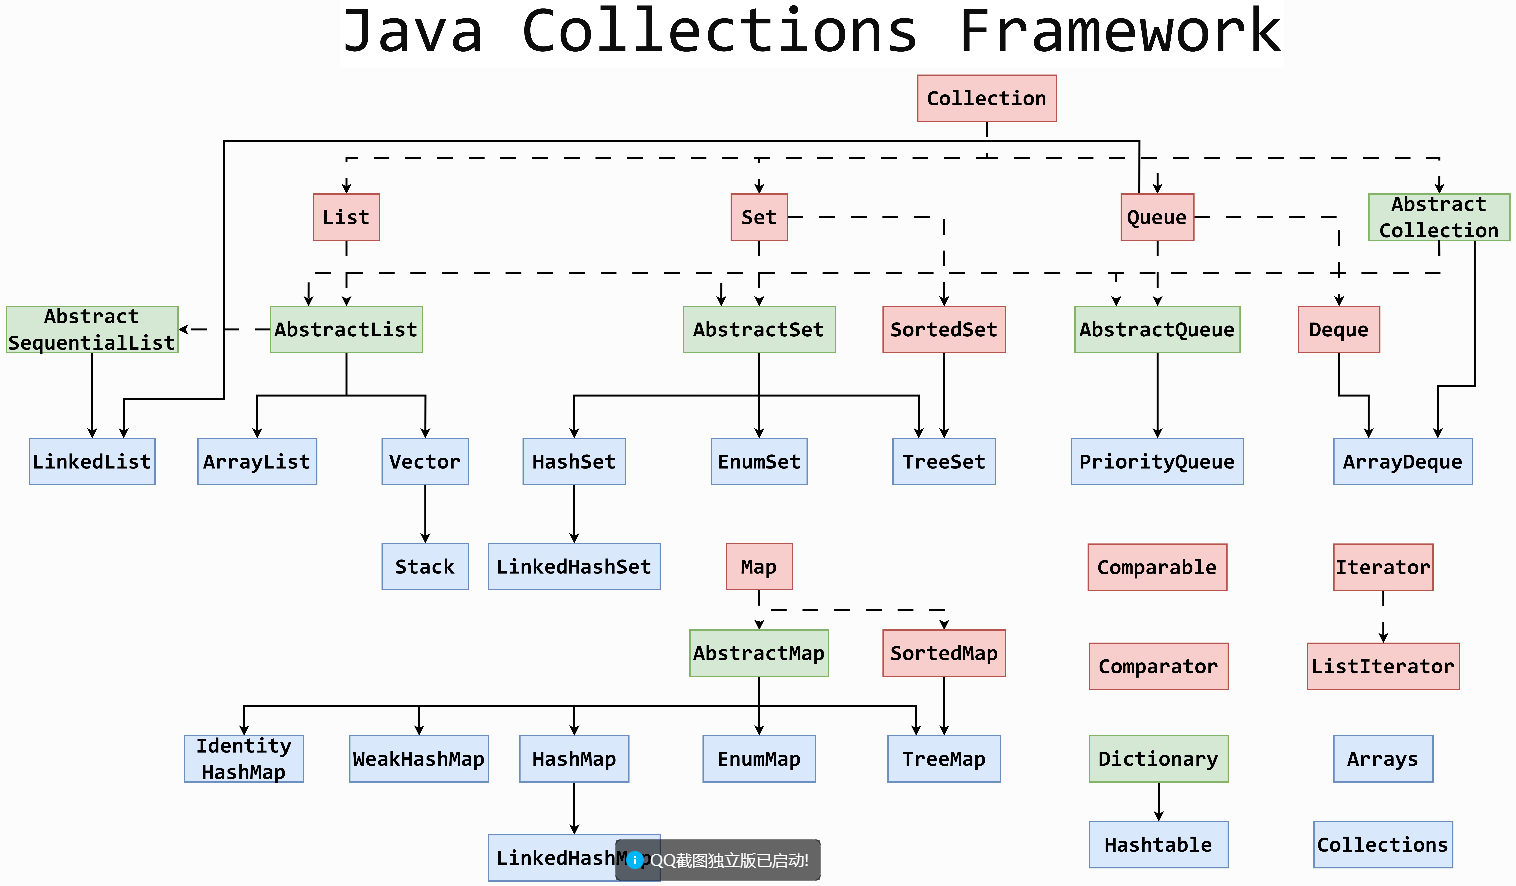 Java Collections Framework
Collection
List
Set
Queue
Abstract
Collection
Abstract
SequentialList
AbstractList
AbstractSet
SortedSet
AbstractQueue
Deque
LinkedList
ArrayList
Vector
HashSet
EnumSet
TreeSet
PriorityQueue
ArrayDeque
Stack
LinkedHashSet
Map
Comparable
Iterator
AbstractMap
SortedMap
Comparator
ListIterator
Identity
HashMap
WeakHashMap
HashMap
EnumMap
TreeMap
Dictionary
Arrays
Hashtable
Collections
LinkedHashMap
QQ截图独立版已启动!